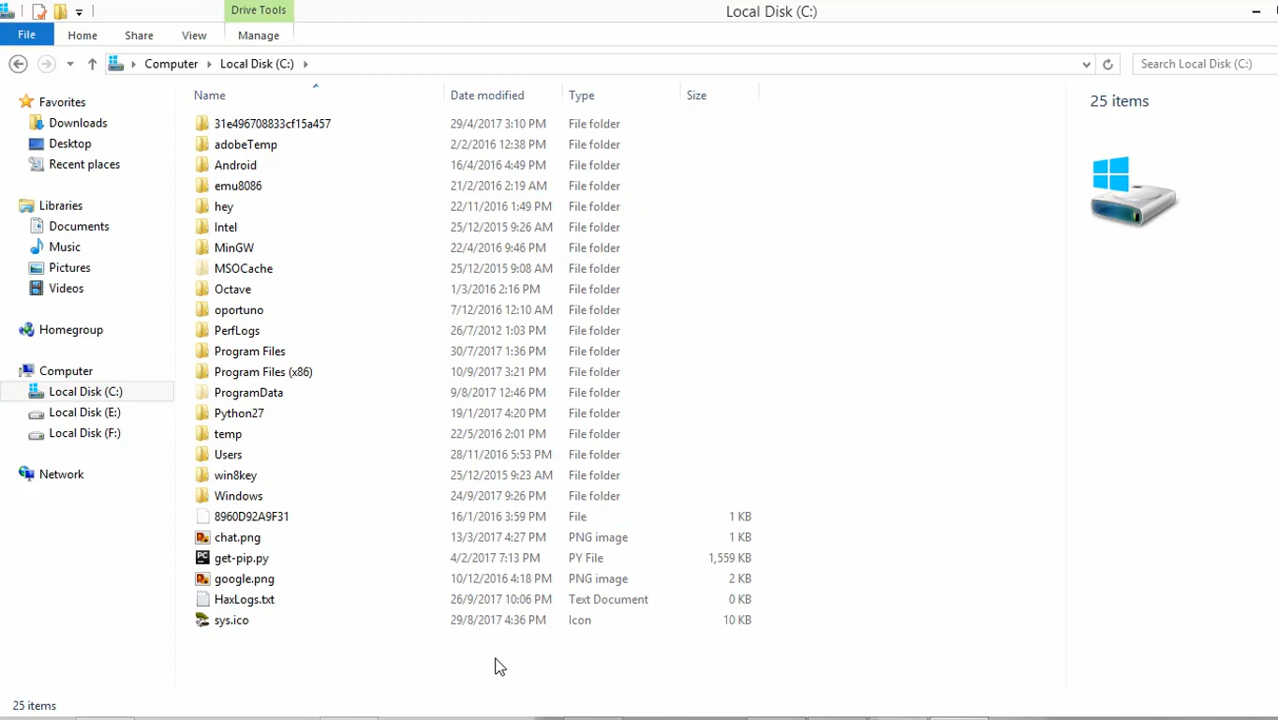 Drive Tools
Local Disk (C:)
File Home Share View Manage
Computer Local Disk (C:) Search Local Disk (C:)
Name Date modified Type Size
Favorites
Downloads
Desktop
Recent places
Libraries
Documents
Music
Pictures
Videos
Homegroup
Computer
Local Disk (C:)
Local Disk (E:)
Local Disk (F:)
Network
31e496708833cf15a457 29/4/2017 3:10 PM File folder
adobeTemp 2/2/2016 12:38 PM File folder
Android 16/4/2016 4:49 PM File folder
emu8086 21/2/2016 2:19 AM File folder
hey 22/11/2016 1:49 PM File folder
Intel 25/12/2015 9:26 AM File folder
MinGW 22/4/2016 9:46 PM File folder
MSOCache 25/12/2015 9:08 AM File folder
Octave 1/3/2016 2:16 PM File folder
oportuno 7/12/2016 12:10 AM File folder
PerfLogs 26/7/2012 1:03 PM File folder
Program Files 30/7/2017 1:36 PM File folder
Program Files (x86) 10/9/2017 3:21 PM File folder
ProgramData 9/8/2017 12:46 PM File folder
Python27 19/1/2017 4:20 PM File folder
temp 22/5/2016 2:01 PM File folder
Users 28/11/2016 5:53 PM File folder
win8key 25/12/2015 9:23 AM File folder
Windows 24/9/2017 9:26 PM File folder
8960D92A9F31 16/1/2016 3:59 PM File 1 KB
chat.png 13/3/2017 4:27 PM PNG image 1 KB
PC get-pip.py 4/2/2017 7:13 PM PY File 1,559 KB
google.png 10/12/2016 4:18 PM PNG image 2 KB
HaxLogs.txt 26/9/2017 10:06 PM Text Document 0 KB
sys.ico 29/8/2017 4:36 PM Icon 10 KB
25 items
25 items